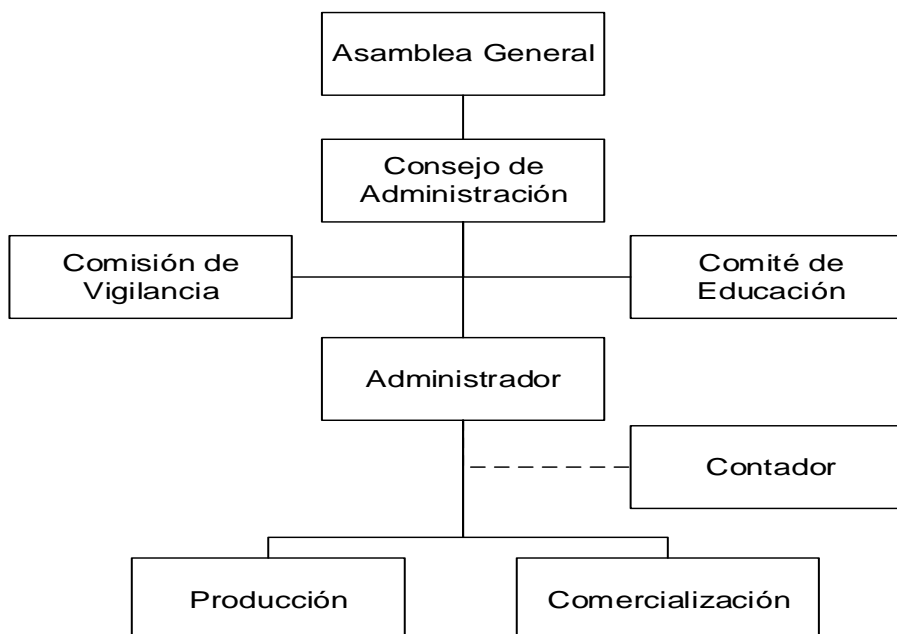 Asamblea General
Consejo de
Administración
Comisión de
Vigilancia
Comité de
Educación
Administrador
Contador
Producción
Comercialización